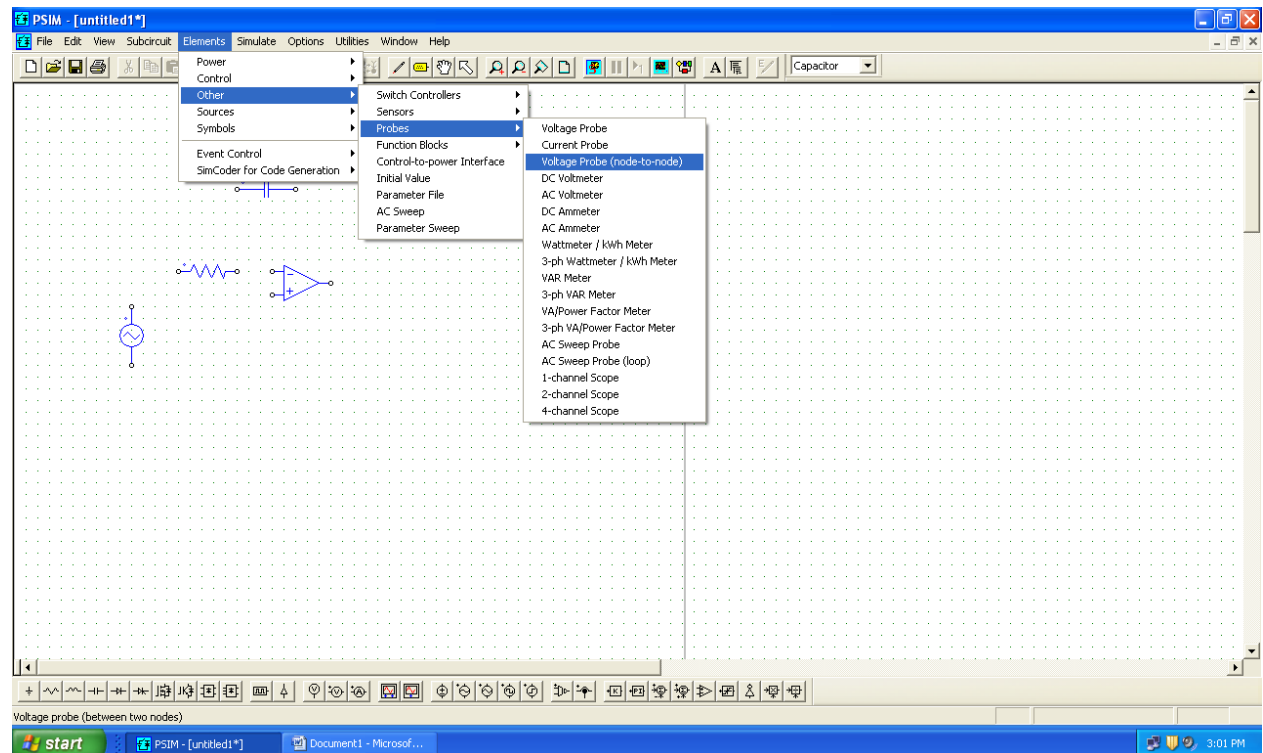 PSIM - [untitled1*]
File Edit View Subcircuit Elements Simulate Options Utilities Window Help
A Capacitor
Power
Control
Other
Sources
Symbols
Event Control
SimCoder for Code Generation
Switch Controllers
Sensors
Probes
Function Blocks
Control-to-power Interface
Initial Value
Parameter File
AC Sweep
Parameter Sweep
Voltage Probe
Current Probe
Voltage Probe (node-to-node)
DC Voltmeter
AC Voltmeter
DC Ammeter
AC Ammeter
Wattmeter / kWh Meter
3-ph Wattmeter / kWh Meter
VAR Meter
3-ph VAR Meter
VA/Power Factor Meter
3-ph VA/Power Factor Meter
AC Sweep Probe
AC Sweep Probe (loop)
1-channel Scope
2-channel Scope
4-channel Scope
Voltage probe (between two nodes)
start PSIM - [untitled1*] Document1 - Microsof... 3:01 PM